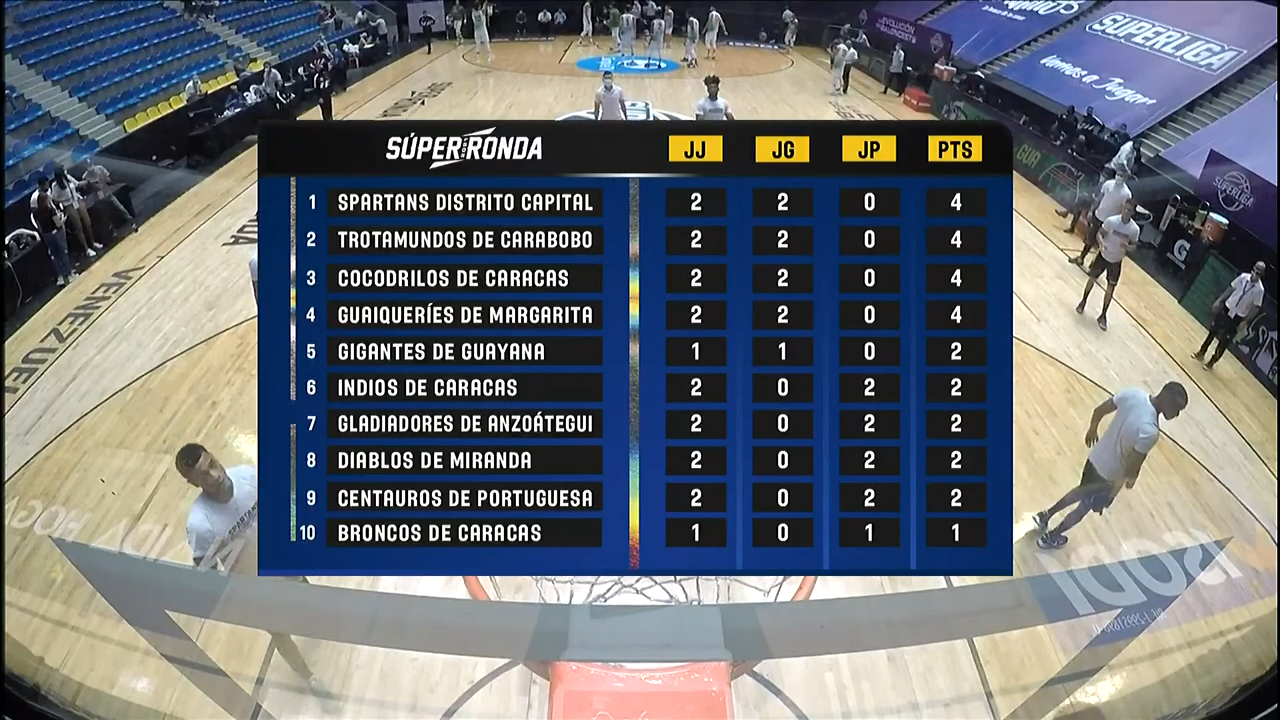 SUPERLIGA
Vamos a Jugar
SÚPER RONDA JJ JG JP PTS
1 SPARTANS DISTRITO CAPITAL 2 2 0 4
2 TROTAMUNDOS DE CARABOBO 2 2 0 4
3 COCODRILOS DE CARACAS 2 2 0 4
4 GUAIQUERÍES DE MARGARITA 2 2 0 4
5 GIGANTES DE GUAYANA 1 1 0 2
6 INDIOS DE CARACAS 2 0 2 2
7 GLADIADORES DE ANZOÁTEGUI 2 0 2 2
8 DIABLOS DE MIRANDA 2 0 2 2
9 CENTAUROS DE PORTUGUESA 2 0 2 2
10 BRONCOS DE CARACAS 1 0 1 1
GUA
SUPERLIGA
G
VENEZUE